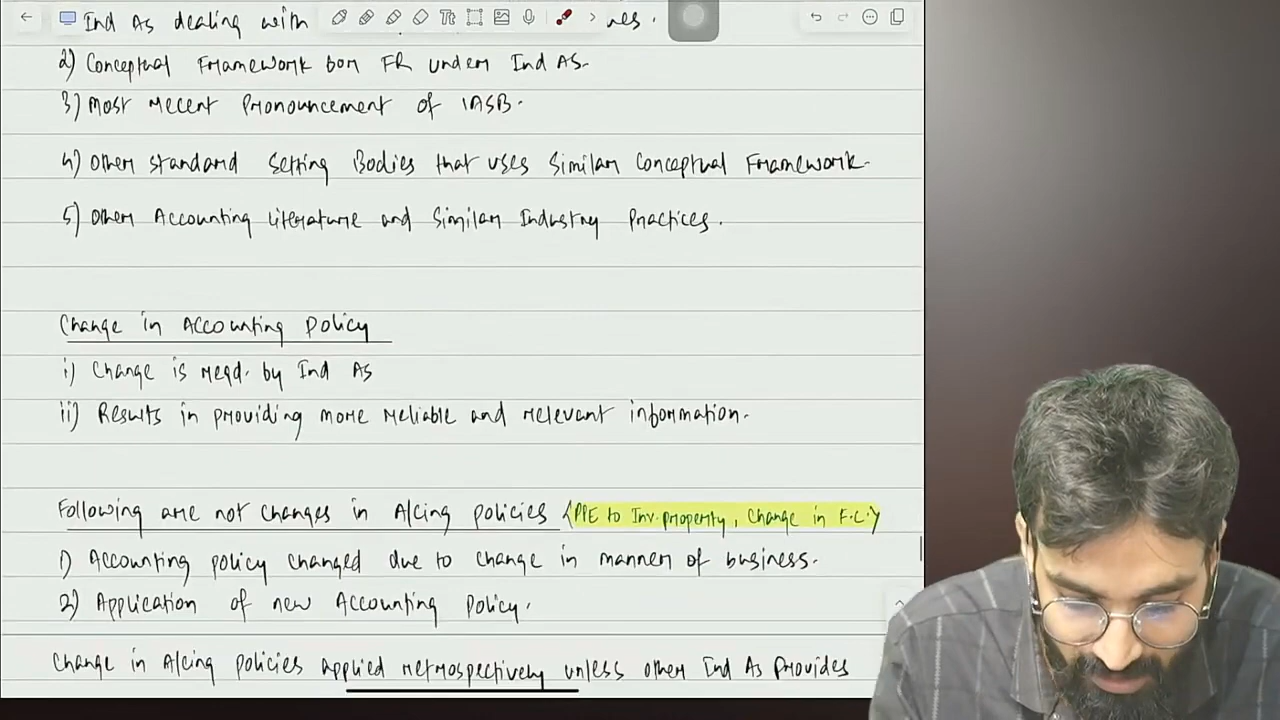 Ind As dealing with
2) Conceptual Framework for FR under Ind AS.
3) Most recent Pronouncement of IASB.
4) Other standard Setting Bodies that uses Similar Conceptual Framework.
5) Other Accounting Literature and Similar Industry Practices.
Change in Accounting Policy
i) Change is reqd. by Ind AS
ii) Results in providing more reliable and relevant information.
Following are not changes in A/cing policies (PPE to Inv. property, Change in F.C.)
1) Accounting policy changed due to change in manner of business.
2) Application of new Accounting Policy.
Change in A/cing policies applied retrospectively unless other Ind As Provides